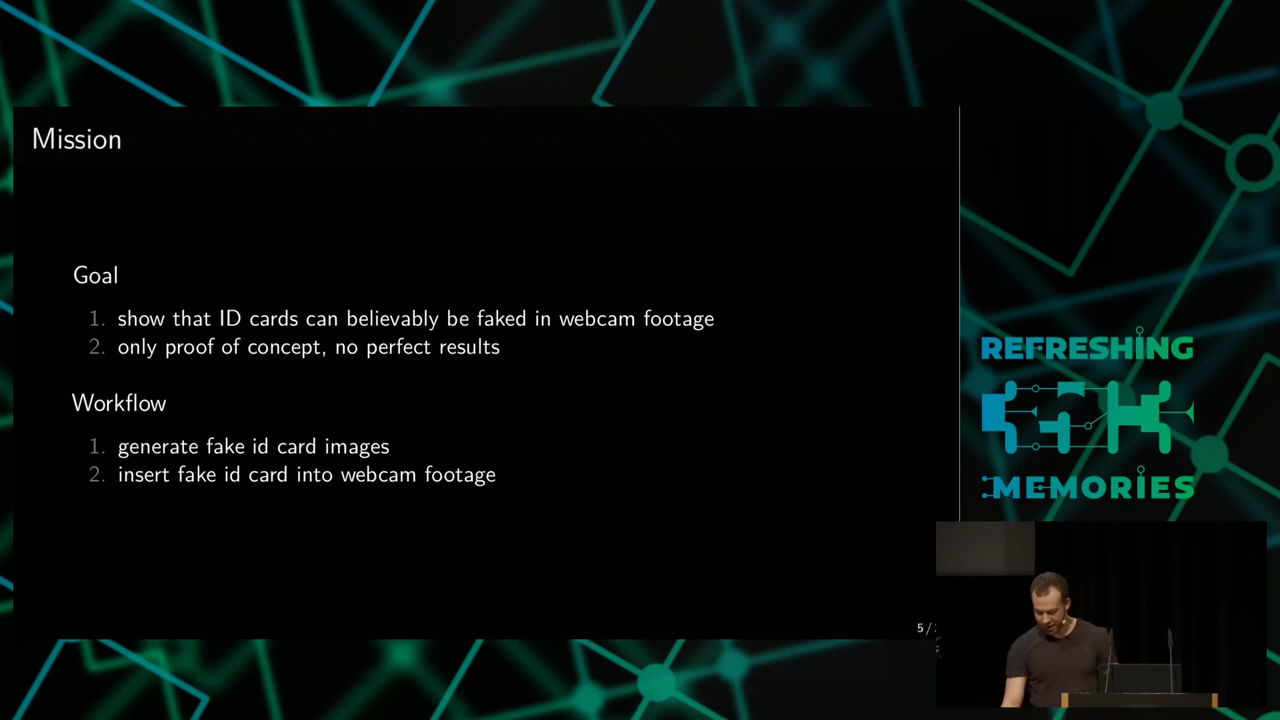 Mission
Goal
1. show that ID cards can believably be faked in webcam footage
2. only proof of concept, no perfect results
Workflow
1. generate fake id card images
2. insert fake id card into webcam footage
5 /
REFRESHING
MEMORIES